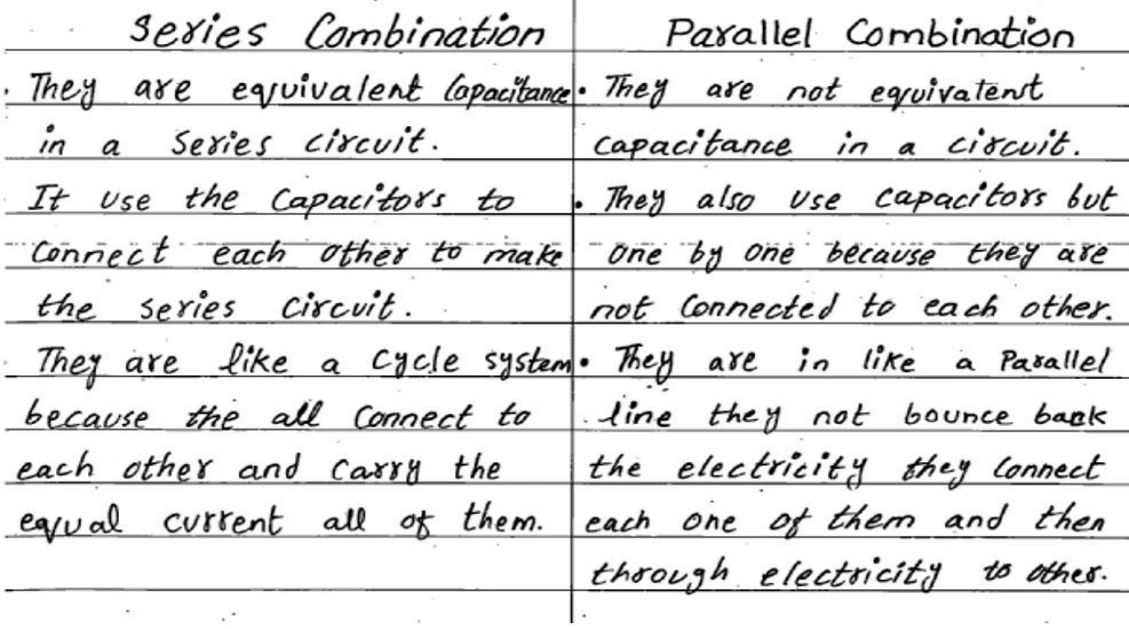 Series Combination
• They are equivalent Capacitance
in a Series circuit.
It use the Capacitors to
Connect each other to make
the series Circuit.
• They are like a Cycle system
because the all Connect to
each other and Carry the
equal current all of them.
Parallel Combination
• They are not equivatent
Capacitance in a circuit.
• They also use Capacitors but
one by one because they are
not Connected to each other.
• They are in like a Parallel
line they not bounce back
the electricity they Connect
each one of them and then
through electricity to other.